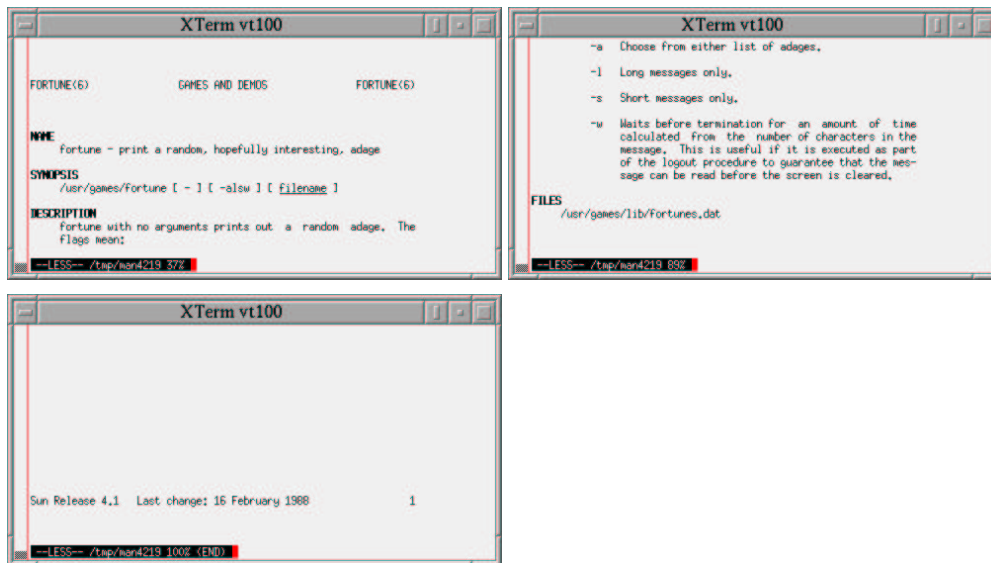 XTerm vt100
FORTUNE(6) GAMES AND DEMOS FORTUNE(6)
NAME
fortune - print a random, hopefully interesting, adage
SYNOPSIS
/usr/games/fortune [ - ] [ -alsw ] [ filename ]
DESCRIPTION
fortune with no arguments prints out a random adage. The
flags mean:
--LESS-- /tmp/man4219 37%
XTerm vt100
-a Choose from either list of adages.
-l Long messages only.
-s Short messages only.
-w Waits before termination for an amount of time
calculated from the number of characters in the
message. This is useful if it is executed as part
of the logout procedure to guarantee that the mes-
sage can be read before the screen is cleared.
FILES
/usr/games/lib/fortunes.dat
--LESS-- /tmp/man4219 89%
XTerm vt100
Sun Release 4.1 Last change: 16 February 1988 1
--LESS-- /tmp/man4219 100% (END)